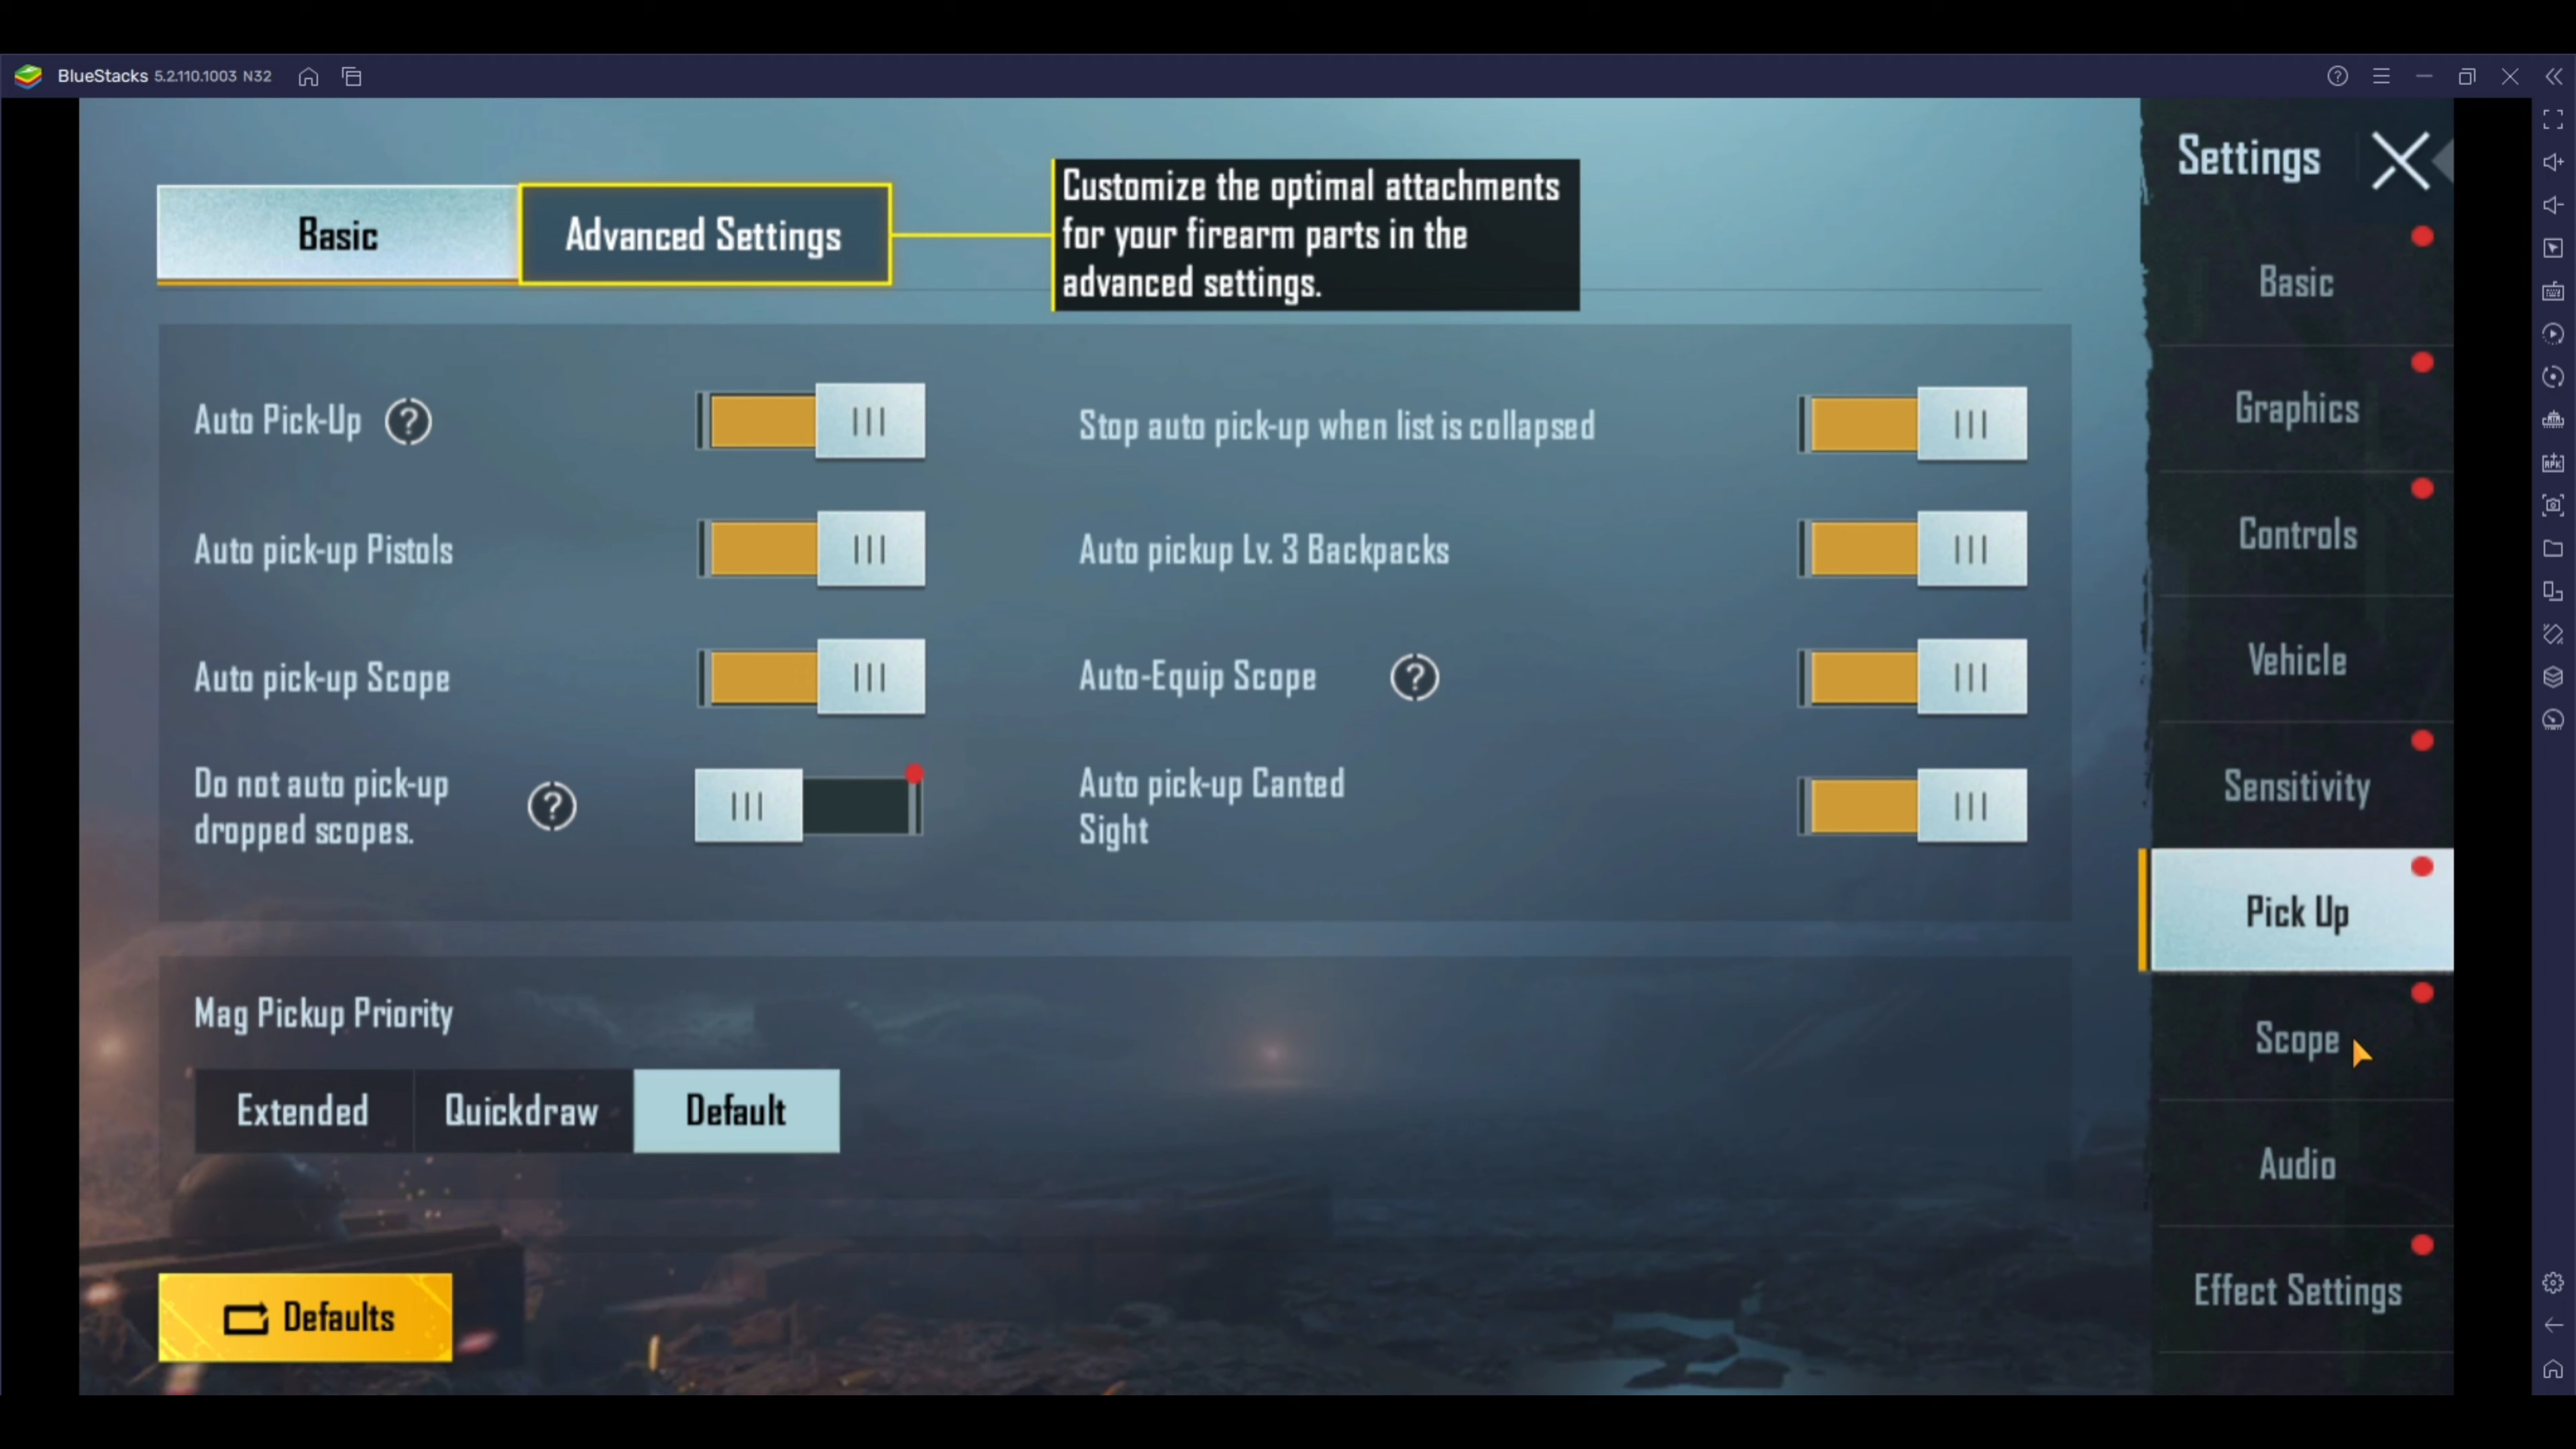 BlueStacks 5.2.110.1003 N32
Settings
Basic
Advanced Settings
Customize the optimal attachments
for your firearm parts in the
advanced settings.
Auto Pick-Up ?
Stop auto pick-up when list is collapsed
Auto pick-up Pistols
Auto pickup Lv. 3 Backpacks
Auto pick-up Scope
Auto-Equip Scope ?
Do not auto pick-up
dropped scopes. ?
Auto pick-up Canted
Sight
Mag Pickup Priority
Extended
Quickdraw
Default
Defaults
Basic
Graphics
Controls
Vehicle
Sensitivity
Pick Up
Scope
Audio
Effect Settings